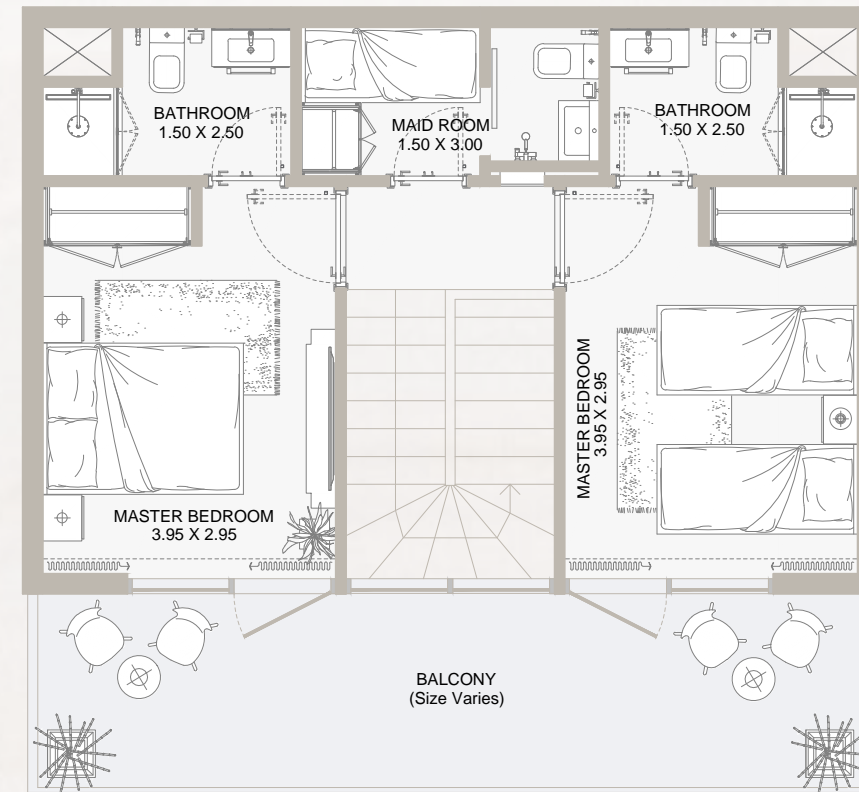 BATHROOM
1.50 X 2.50
MAID ROOM
1.50 X 3.00
BATHROOM
1.50 X 2.50
MASTER BEDROOM
3.95 X 2.95
MASTER BEDROOM
3.95 X 2.95
BALCONY
(Size Varies)